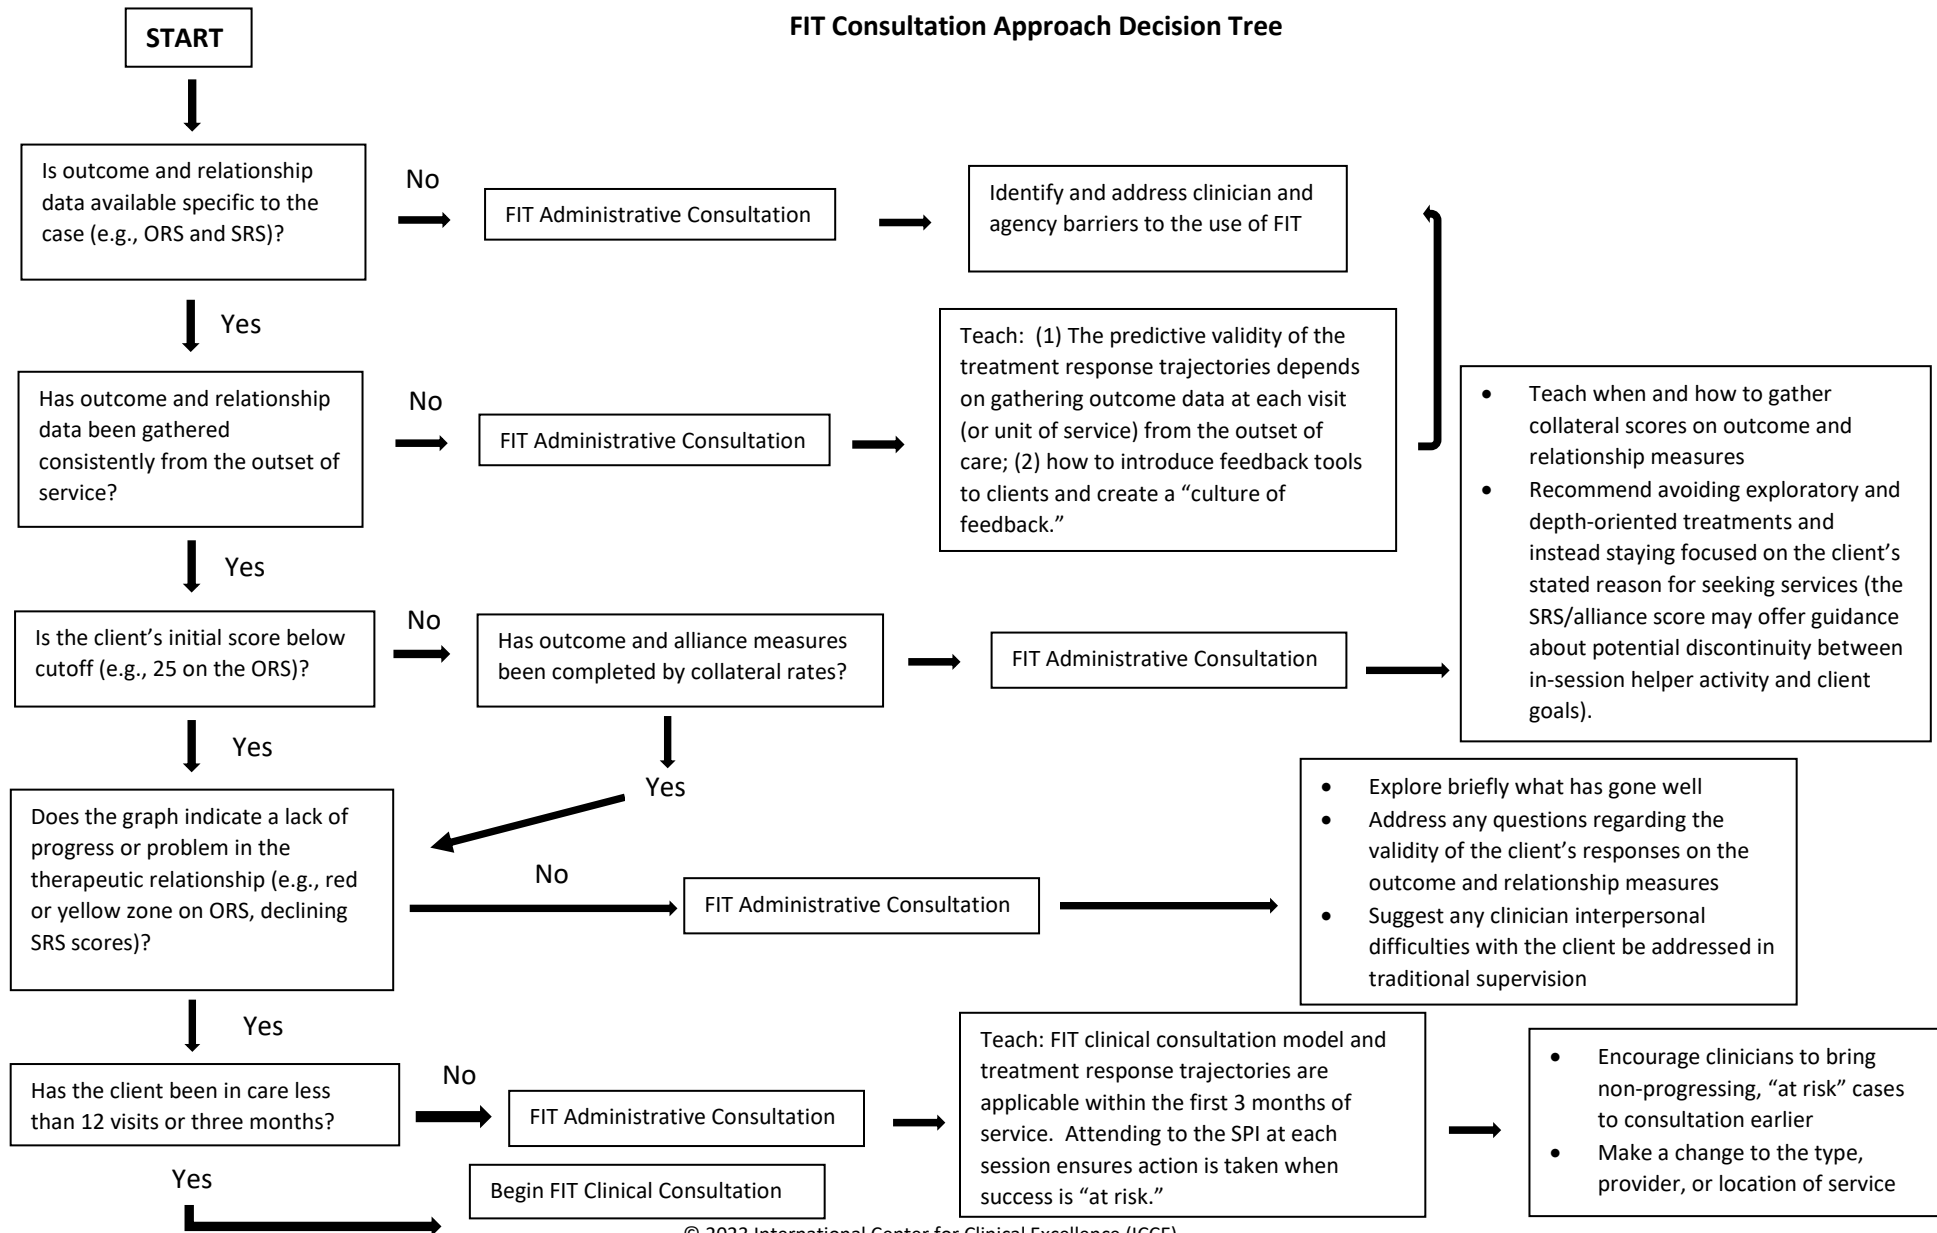 FIT Consultation Approach Decision Tree
START
Is outcome and relationship
data available specific to the
case (e.g., ORS and SRS)?
No
FIT Administrative Consultation
Identify and address clinician and
agency barriers to the use of FIT
Yes
Has outcome and relationship
data been gathered
consistently from the outset of
service?
No
FIT Administrative Consultation
Teach: (1) The predictive validity of the
treatment response trajectories depends
on gathering outcome data at each visit
(or unit of service) from the outset of
care; (2) how to introduce feedback tools
to clients and create a “culture of
feedback.”
Yes
Is the client’s initial score below
cutoff (e.g., 25 on the ORS)?
No
Has outcome and alliance measures
been completed by collateral rates?
FIT Administrative Consultation
• Teach when and how to gather
collateral scores on outcome and
relationship measures
• Recommend avoiding exploratory and
depth-oriented treatments and
instead staying focused on the client’s
stated reason for seeking services (the
SRS/alliance score may offer guidance
about potential discontinuity between
in-session helper activity and client
goals).
Yes
Yes
Does the graph indicate a lack of
progress or problem in the
therapeutic relationship (e.g., red
or yellow zone on ORS, declining
SRS scores)?
No
FIT Administrative Consultation
• Explore briefly what has gone well
• Address any questions regarding the
validity of the client’s responses on the
outcome and relationship measures
• Suggest any clinician interpersonal
difficulties with the client be addressed in
traditional supervision
Yes
Has the client been in care less
than 12 visits or three months?
No
FIT Administrative Consultation
Teach: FIT clinical consultation model and
treatment response trajectories are
applicable within the first 3 months of
service. Attending to the SPI at each
session ensures action is taken when
success is “at risk.”
• Encourage clinicians to bring
non-progressing, “at risk” cases
to consultation earlier
• Make a change to the type,
provider, or location of service
Yes
Begin FIT Clinical Consultation
© 2023 International Center for Clinical Excellence (ICCE)